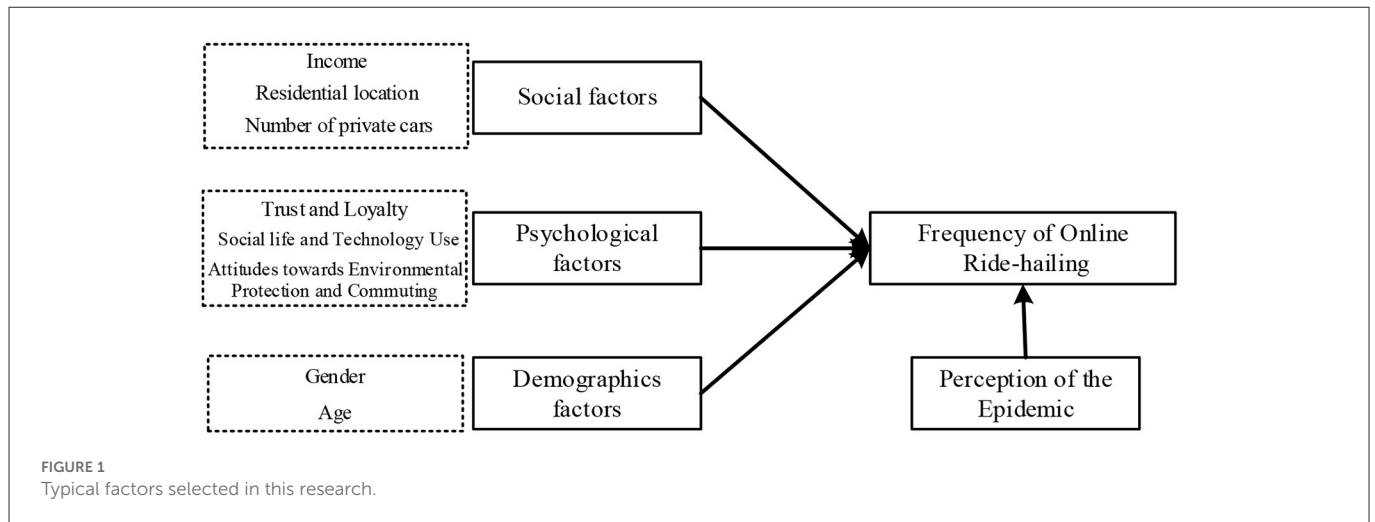 Income
Residential location
Number of private cars
Social factors
Trust and Loyalty
Social life and Technology Use
Attitudes towards Environmental
Protection and Commuting
Psychological
factors
Frequency of Online
Ride-hailing
Gender
Age
Demographics
factors
Perception of the
Epidemic
FIGURE 1
Typical factors selected in this research.